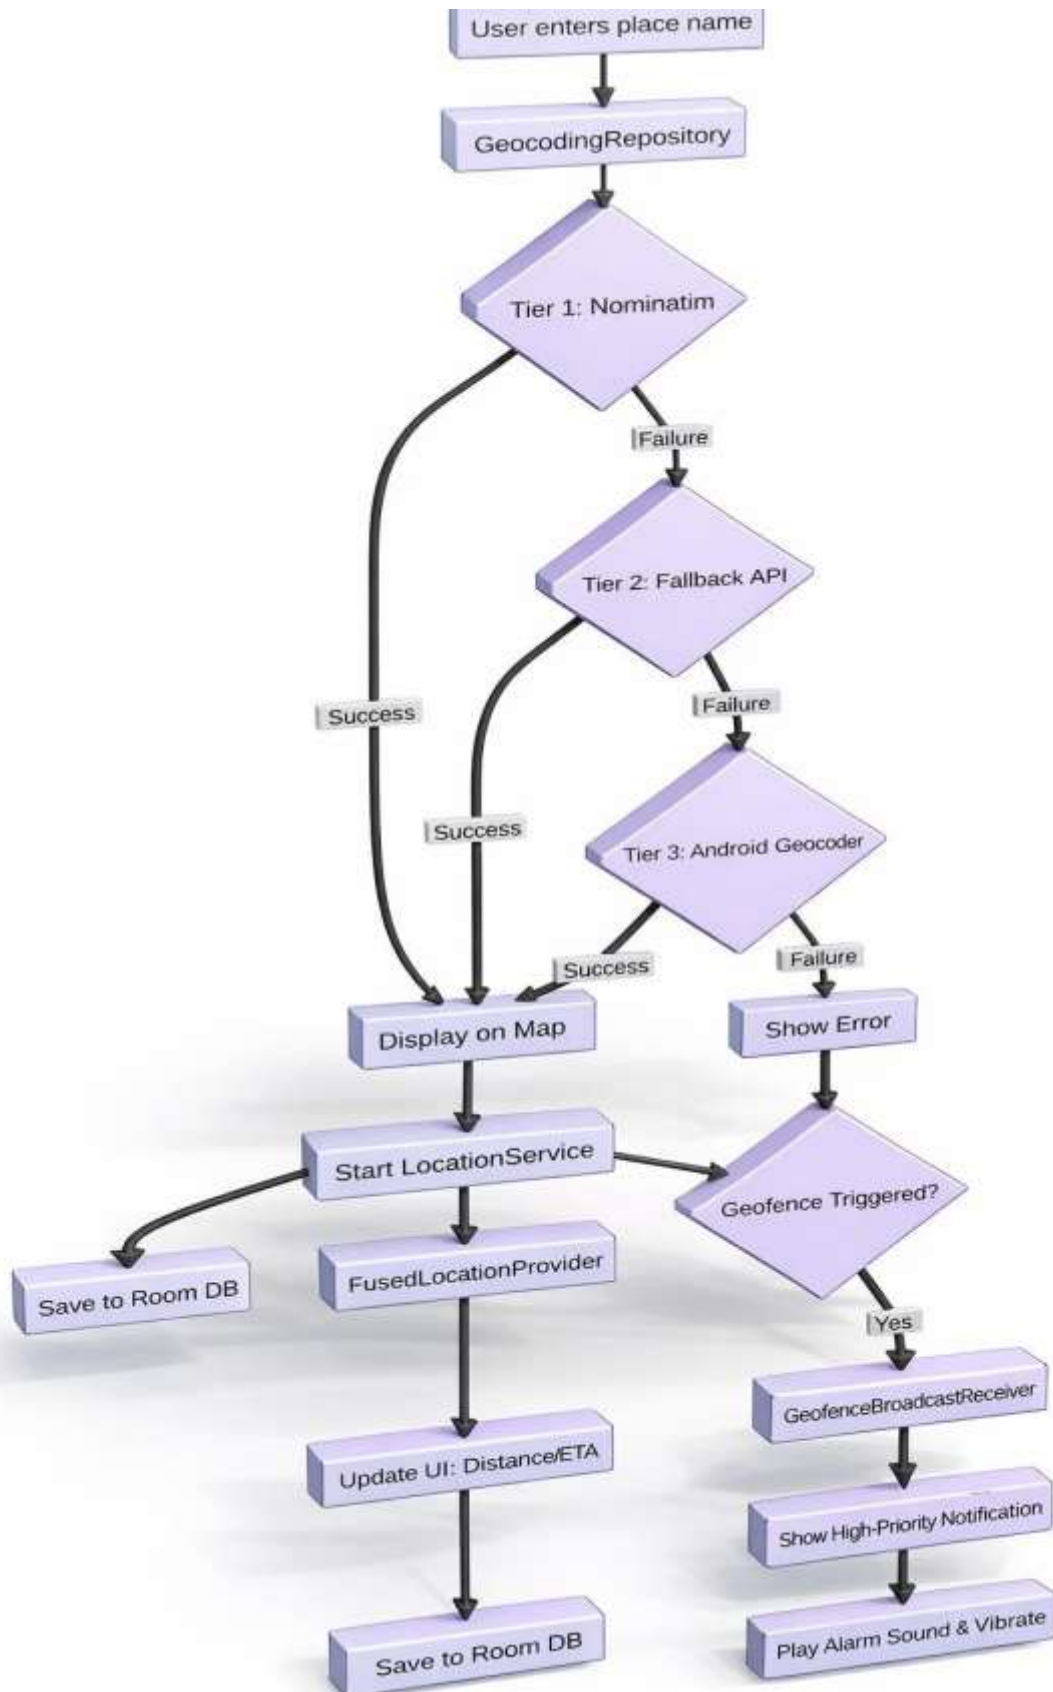 User enters place name
GeocodingRepository
Tier 1: Nominatim
Failure
Tier 2: Fallback API
Failure
Success
Success
Tier 3: Android Geocoder
Failure
Success
Display on Map
Show Error
Start LocationService
Geofence Triggered?
Save to Room DB
FusedLocationProvider
Yes
GeofenceBroadcastReceiver
Update UI: Distance/ETA
Show High-Priority Notification
Save to Room DB
Play Alarm Sound & Vibrate